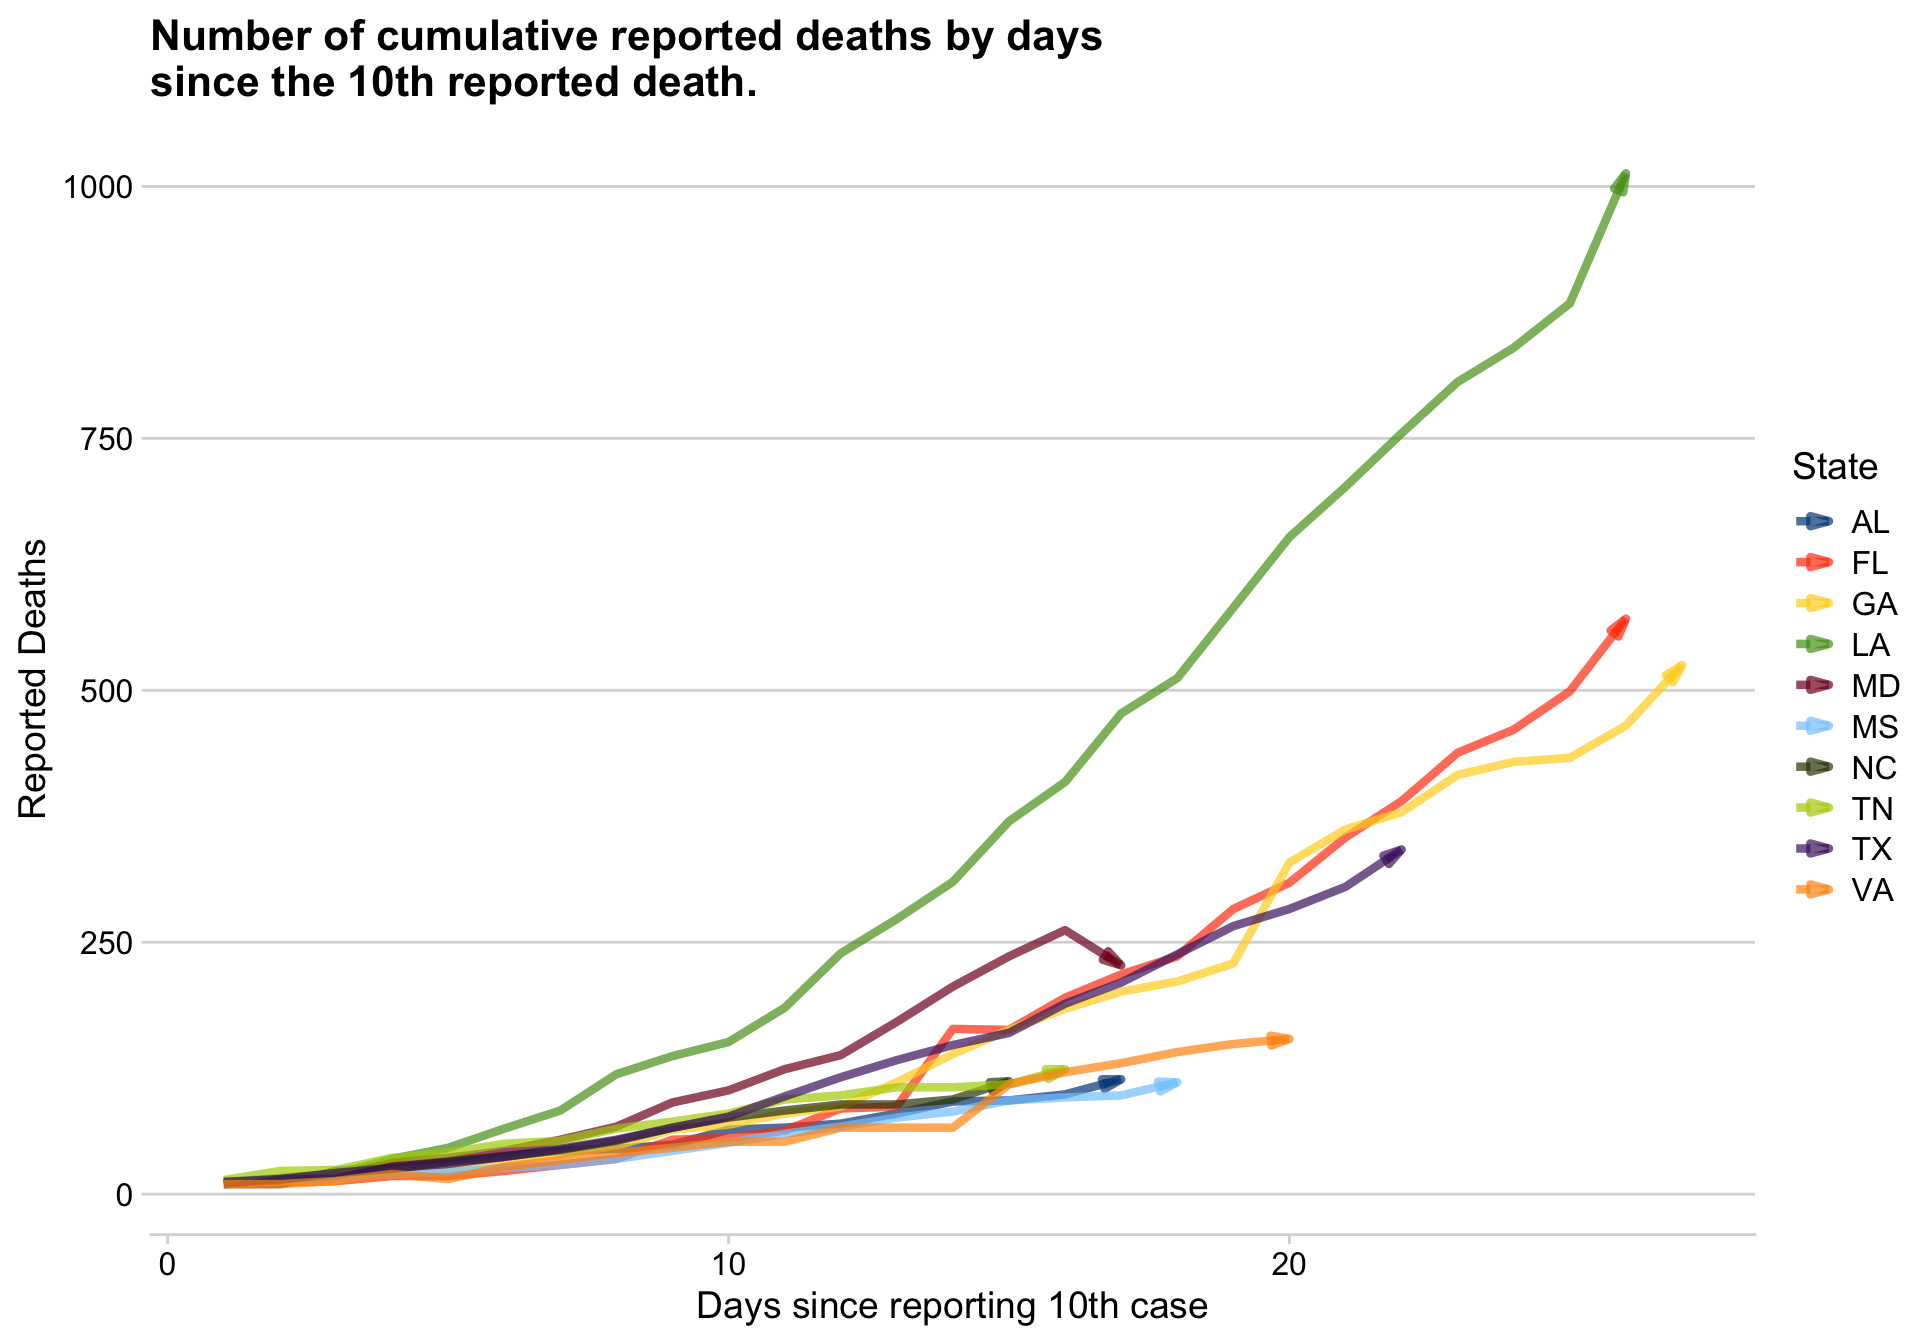 Number of cumulative reported deaths by days
since the 10th reported death.
1000
750
500
250
0
Reported Deaths
0
10
20
Days since reporting 10th case
State
AL
FL
GA
LA
MD
MS
NC
TN
TX
VA